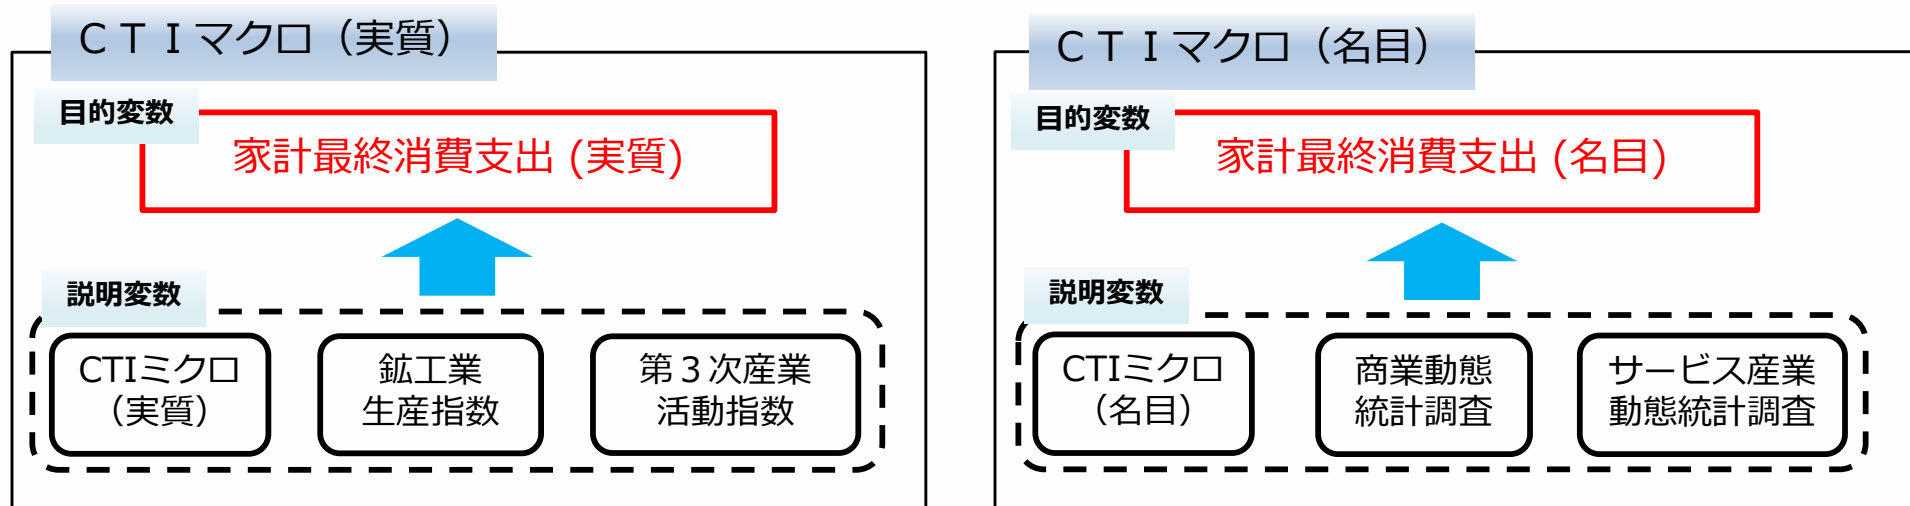 ＣＴＩマクロ（実質）
目的変数
家計最終消費支出 (実質)
説明変数
CTIミクロ
（実質）
鉱工業
生産指数
第３次産業
活動指数
ＣＴＩマクロ（名目）
目的変数
家計最終消費支出 (名目)
説明変数
CTIミクロ
（名目）
商業動態
統計調査
サービス産業
動態統計調査